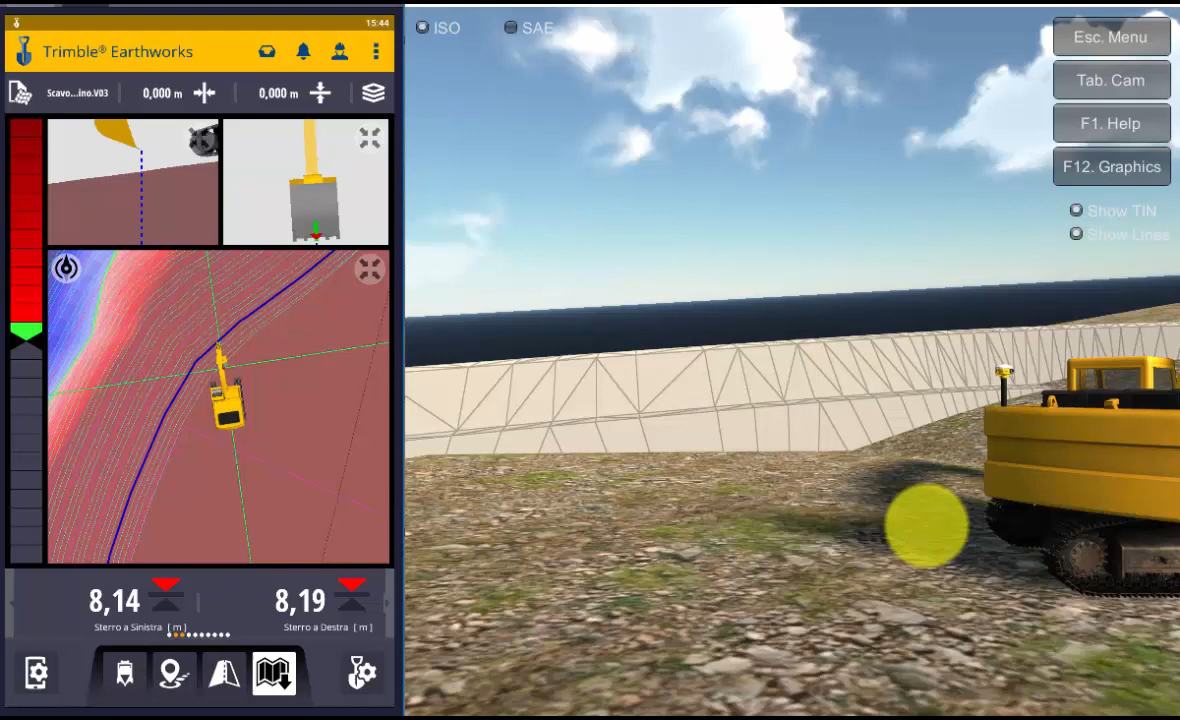 15:44
Trimble® Earthworks
Scavo...ino.V03
0,000 m
0,000 m
8,14
8,19
Sterro a Sinistra [ m ]
Sterro a Destra [ m ]
ISO
SAE
Esc. Menu
Tab. Cam
F1. Help
F12. Graphics
Show TIN
Show Lines